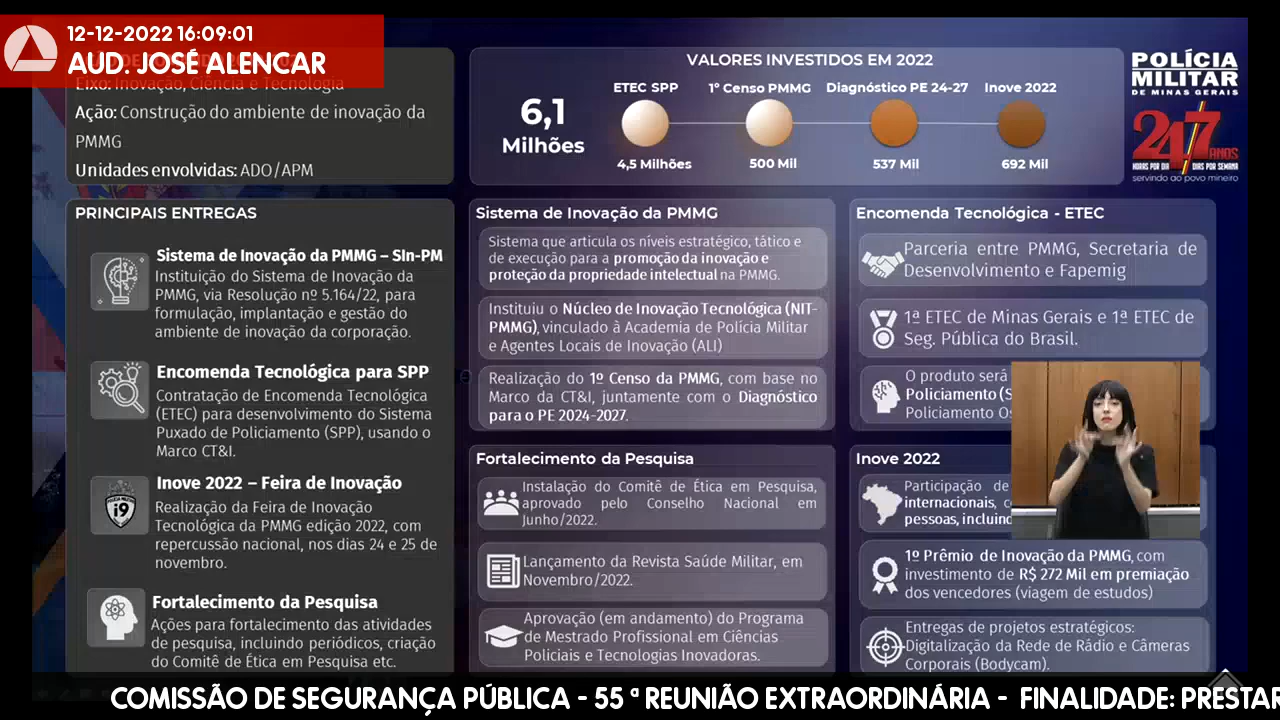 12-12-2022 16:09:01
AUD. JOSÉ ALENCAR
Eixo: Inovação, Ciência e Tecnologia
Ação: Construção do ambiente de inovação da
PMMG
Unidades envolvidas: ADO/APM
VALORES INVESTIDOS EM 2022
6,1
Milhões
ETEC SPP
1º Censo PMMG
Diagnóstico PE 24-27
Inove 2022
4,5 Milhões
500 Mil
537 Mil
692 Mil
POLÍCIA
MILITAR
DE MINAS GERAIS
247
ANOS
HORAS POR DIA
DIAS POR SEMANA
servindo ao povo mineiro
PRINCIPAIS ENTREGAS
Sistema de Inovação da PMMG – SIn-PM
Instituição do Sistema de Inovação da
PMMG, via Resolução nº 5.164/22, para
formulação, implantação e gestão do
ambiente de inovação da corporação.
Encomenda Tecnológica para SPP
Contratação de Encomenda Tecnológica
(ETEC) para desenvolvimento do Sistema
Puxado de Policiamento (SPP), usando o
Marco CT&I.
i9
Inove 2022 – Feira de Inovação
Realização da Feira de Inovação
Tecnológica da PMMG edição 2022, com
repercussão nacional, nos dias 24 e 25 de
novembro.
Fortalecimento da Pesquisa
Ações para fortalecimento das atividades
de pesquisa, incluindo periódicos, criação
do Comitê de Ética em Pesquisa etc.
Sistema de Inovação da PMMG
Sistema que articula os níveis estratégico, tático e
de execução para a promoção da inovação e
proteção da propriedade intelectual na PMMG.
Instituiu o Núcleo de Inovação Tecnológica (NIT-
PMMG), vinculado à Academia de Polícia Militar
e Agentes Locais de Inovação (ALI)
Realização do 1º Censo da PMMG, com base no
Marco da CT&I, juntamente com o Diagnóstico
para o PE 2024-2027.
Fortalecimento da Pesquisa
Instalação do Comitê de Ética em Pesquisa,
aprovado pelo Conselho Nacional em
Junho/2022.
Lançamento da Revista Saúde Militar, em
Novembro/2022.
Aprovação (em andamento) do Programa
de Mestrado Profissional em Ciências
Policiais e Tecnologias Inovadoras.
Encomenda Tecnológica - ETEC
Parceria entre PMMG, Secretaria de
Desenvolvimento e Fapemig
1ª ETEC de Minas Gerais e 1ª ETEC de
Seg. Pública do Brasil.
O produto será
Policiamento (S
Policiamento Os
Inove 2022
Participação de
internacionais, c
pessoas, incluin
1º Prêmio de Inovação da PMMG, com
investimento de R$ 272 Mil em premiação
dos vencedores (viagem de estudos)
Entregas de projetos estratégicos:
Digitalização da Rede de Rádio e Câmeras
Corporais (Bodycam).
COMISSÃO DE SEGURANÇA PÚBLICA - 55 ª REUNIÃO EXTRAORDINÁRIA - FINALIDADE: PRESTAR